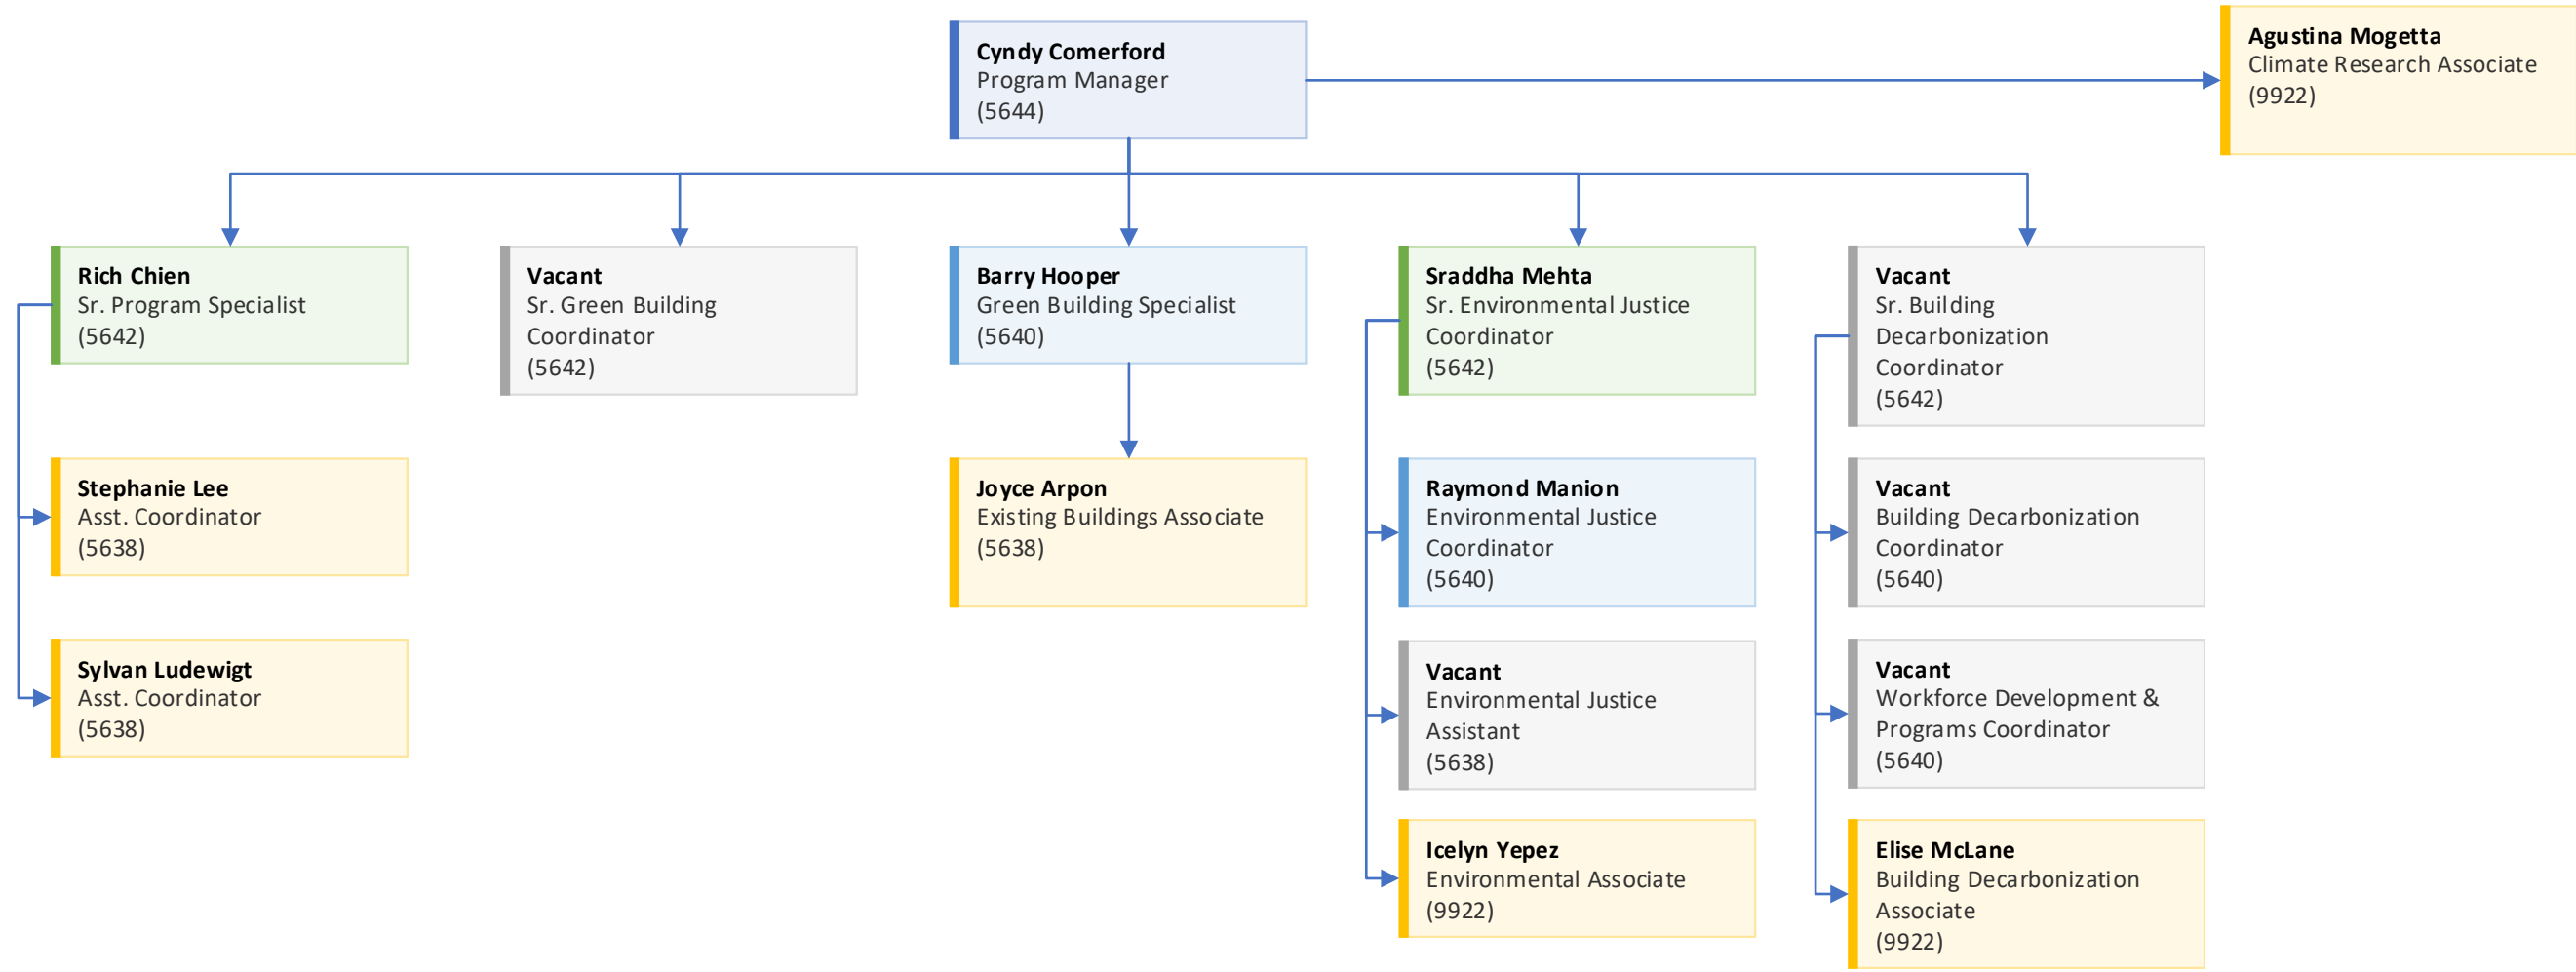 Cyndy Comerford
Program Manager
(5644)
Agustina Mogetta
Climate Research Associate
(9922)
Rich Chien
Sr. Program Specialist
(5642)
Vacant
Sr. Green Building
Coordinator
(5642)
Barry Hooper
Green Building Specialist
(5640)
Sraddha Mehta
Sr. Environmental Justice
Coordinator
(5642)
Vacant
Sr. Building
Decarbonization
Coordinator
(5642)
Stephanie Lee
Asst. Coordinator
(5638)
Joyce Arpon
Existing Buildings Associate
(5638)
Raymond Manion
Environmental Justice
Coordinator
(5640)
Vacant
Building Decarbonization
Coordinator
(5640)
Sylvan Ludewigt
Asst. Coordinator
(5638)
Vacant
Environmental Justice
Assistant
(5638)
Vacant
Workforce Development &
Programs Coordinator
(5640)
Icelyn Yepez
Environmental Associate
(9922)
Elise McLane
Building Decarbonization
Associate
(9922)